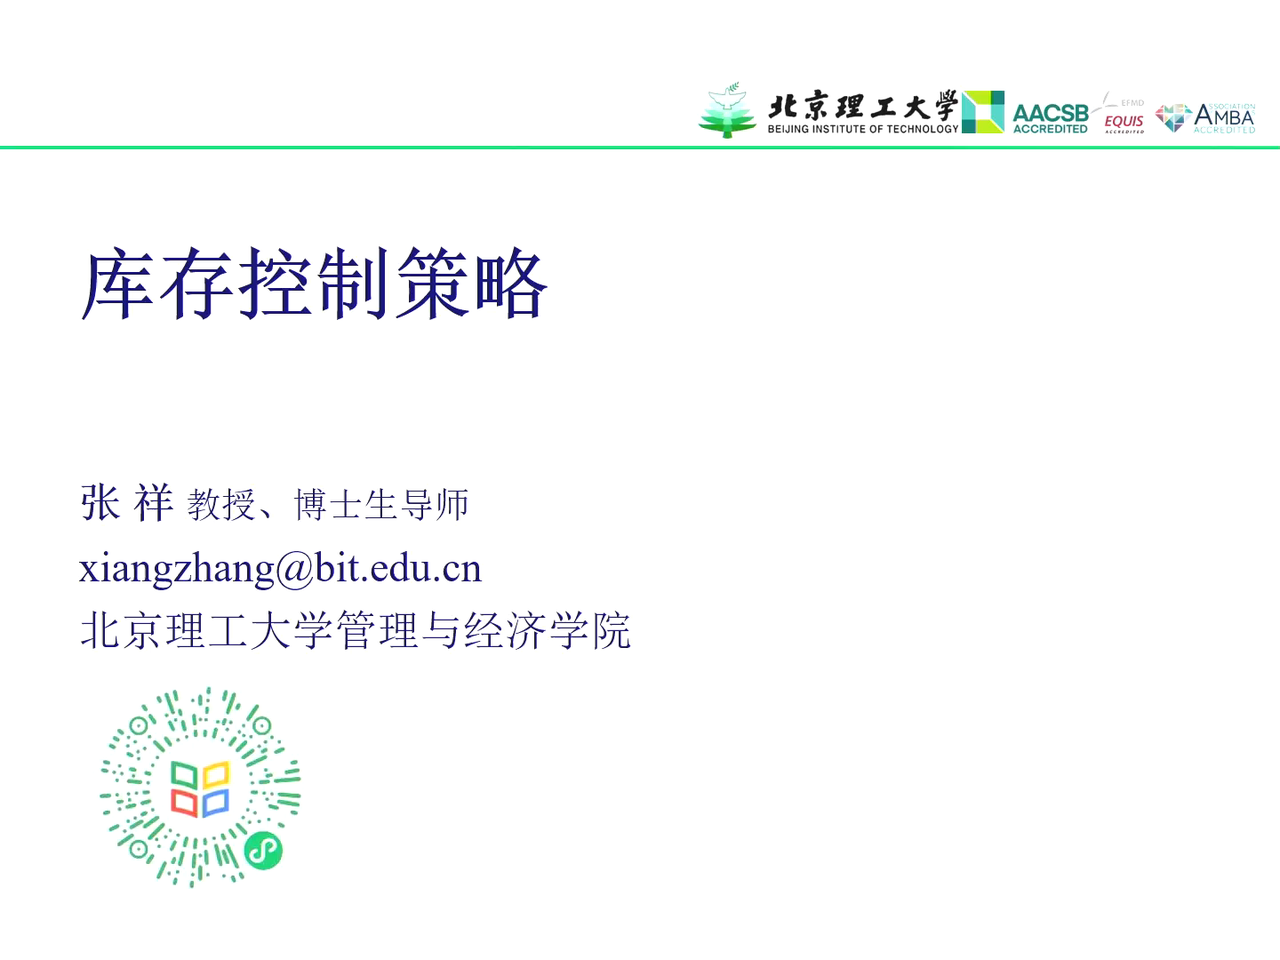 北京理工大学
BEIJING INSTITUTE OF TECHNOLOGY
AACSB
ACCREDITED
EFMD
EQUIS
ACCREDITED
ASSOCIATION
AMBA
ACCREDITED
库存控制策略
张 祥 教授、博士生导师
xiangzhang@bit.edu.cn
北京理工大学管理与经济学院